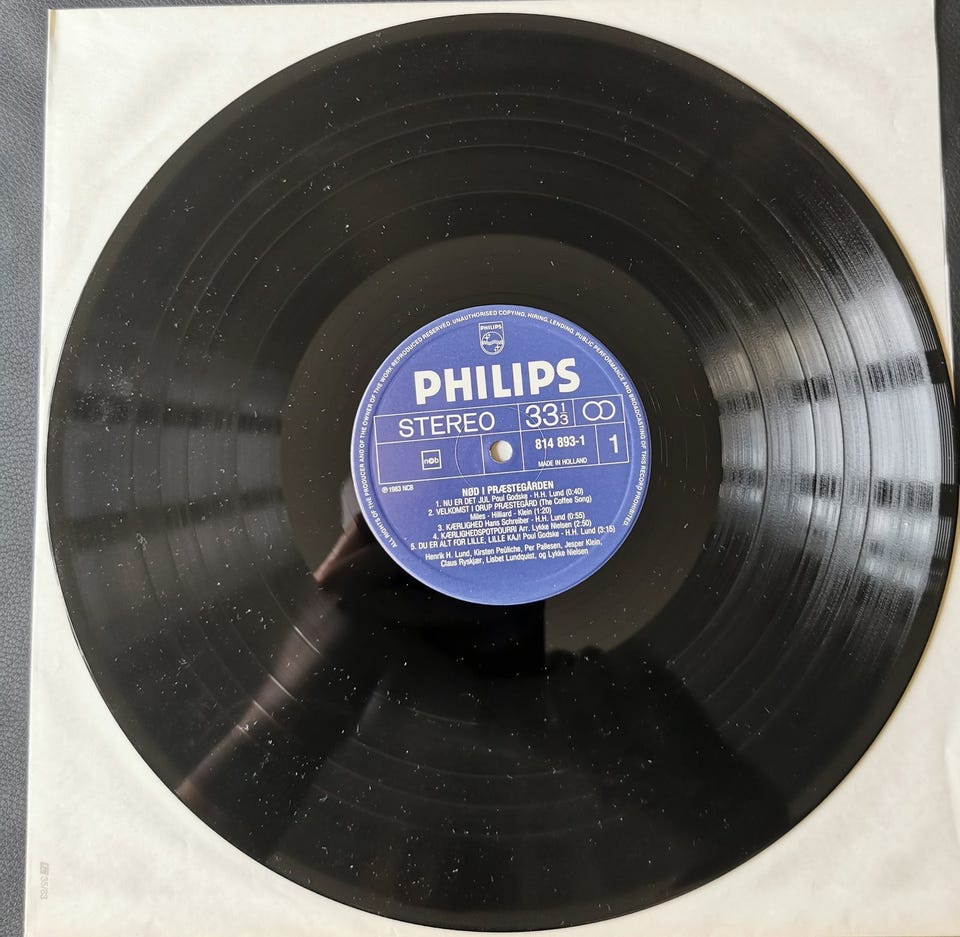 ALL RIGHTS OF THE PRODUCER AND OF THE OWNER OF THE WORK REPRODUCED RESERVED. UNAUTHORISED COPYING, HIRING, LENDING, PUBLIC PERFORMANCE AND BROADCASTING OF THIS RECORD PROHIBITED.
PHILIPS
PHILIPS
STEREO 33 1/3
ncb 814 893-1 1
MADE IN HOLLAND
℗ 1983 NCB
NØD I PRÆSTEGÅRDEN
1. NU ER DET JUL Poul Godske - H.H. Lund (0:40)
2. VELKOMST I ORUP PRÆSTEGÅRD (The Coffee Song)
Miles - Hilliard - Klein (1:20)
3. KÆRLIGHED Hans Schreiber - H.H. Lund (0:55)
4. KÆRLIGHEDSPOTPOURRI Arr. Lykke Nielsen (2:50)
5. DU ER ALT FOR LILLE, LILLE KAJ! Poul Godske - H.H. Lund (3:15)
Henrik H. Lund, Kirsten Peüliche, Per Pallesen, Jesper Klein,
Claus Ryskjær, Lisbet Lundquist, og Lykke Nielsen
35/83